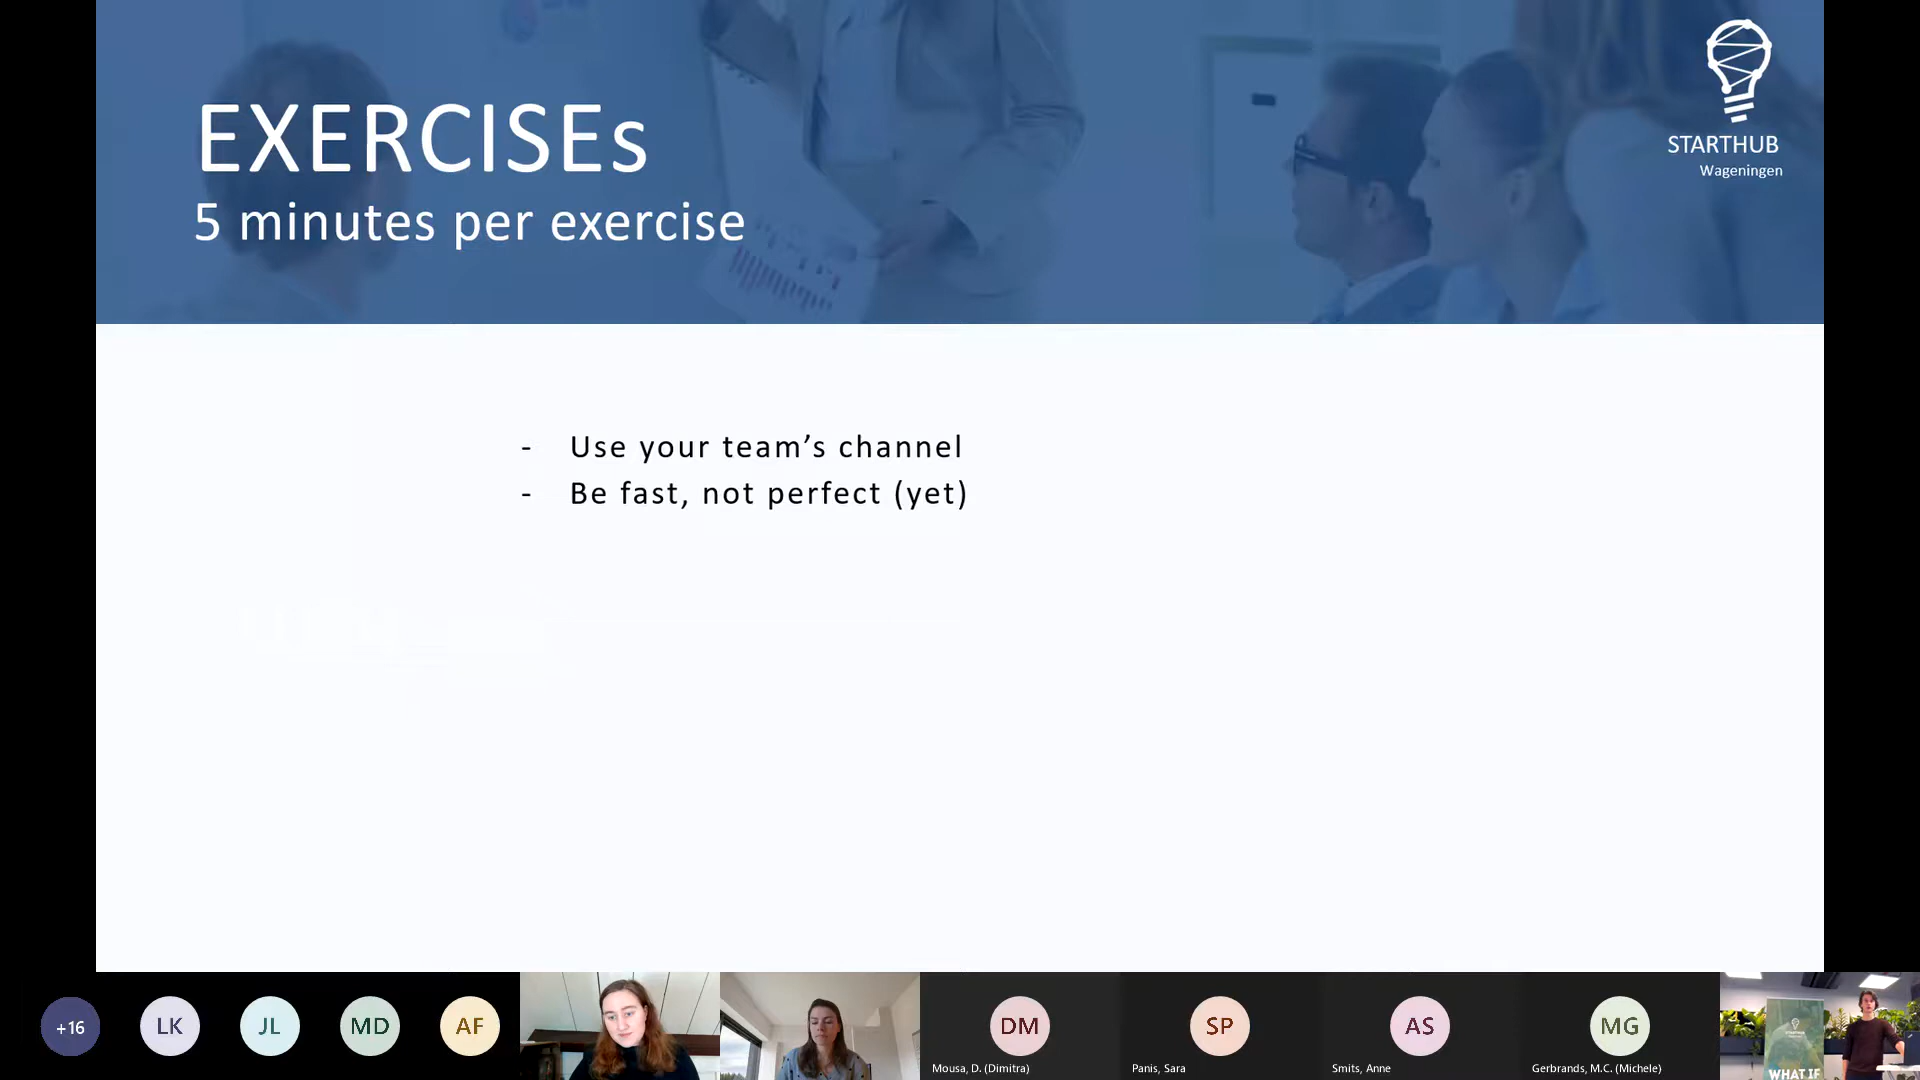 EXERCISEs
5 minutes per exercise
STARTHUB
Wageningen
- Use your team’s channel
- Be fast, not perfect (yet)
+16
LK
JL
MD
AF
DM
Mousa, D. (Dimitra)
SP
Panis, Sara
AS
Smits, Anne
MG
Gerbrands, M.C. (Michele)
WHAT IF